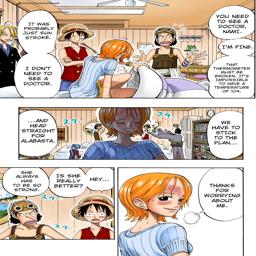 YOU NEED
TO SEE A
DOCTOR,
NAMI.
I'M FINE.
THAT
THERMOMETER
MUST BE
BROKEN. IT'S
IMPOSSIBLE
TO HAVE A
TEMPERATURE
OF 104.
IT WAS
PROBABLY
JUST SUN
STROKE.
I DON'T
NEED TO
SEE A
DOCTOR.
WE HAVE
TO STICK
TO THE
PLAN...
...AND
HEAD
STRAIGHT
FOR
ALABASTA.
HEY...
IS SHE
REALLY
BETTER?
SHE
ALWAYS
HAS TO
BE SO
STRONG.
THANKS
FOR
WORRYING
ABOUT
ME.